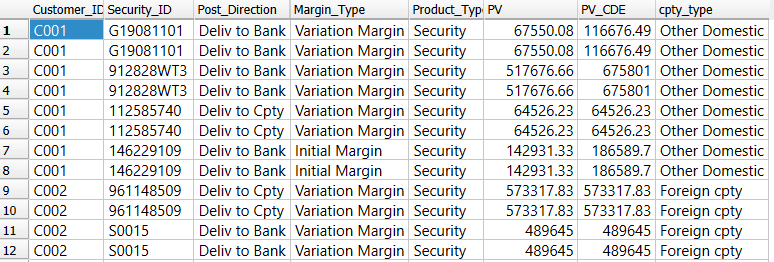 Customer_ID Security_ID Post_Direction Margin_Type Product_Type PV PV_CDE cpty_type
1 C001 G19081101 Deliv to Bank Variation Margin Security 67550.08 116676.49 Other Domestic
2 C001 G19081101 Deliv to Bank Variation Margin Security 67550.08 116676.49 Other Domestic
3 C001 912828WT3 Deliv to Bank Variation Margin Security 517676.66 675801 Other Domestic
4 C001 912828WT3 Deliv to Bank Variation Margin Security 517676.66 675801 Other Domestic
5 C001 112585740 Deliv to Cpty Variation Margin Security 64526.23 64526.23 Other Domestic
6 C001 112585740 Deliv to Cpty Variation Margin Security 64526.23 64526.23 Other Domestic
7 C001 146229109 Deliv to Bank Initial Margin Security 142931.33 186589.7 Other Domestic
8 C001 146229109 Deliv to Bank Initial Margin Security 142931.33 186589.7 Other Domestic
9 C002 961148509 Deliv to Cpty Variation Margin Security 573317.83 573317.83 Foreign cpty
10 C002 961148509 Deliv to Cpty Variation Margin Security 573317.83 573317.83 Foreign cpty
11 C002 S0015 Deliv to Bank Variation Margin Security 489645 489645 Foreign cpty
12 C002 S0015 Deliv to Bank Variation Margin Security 489645 489645 Foreign cpty